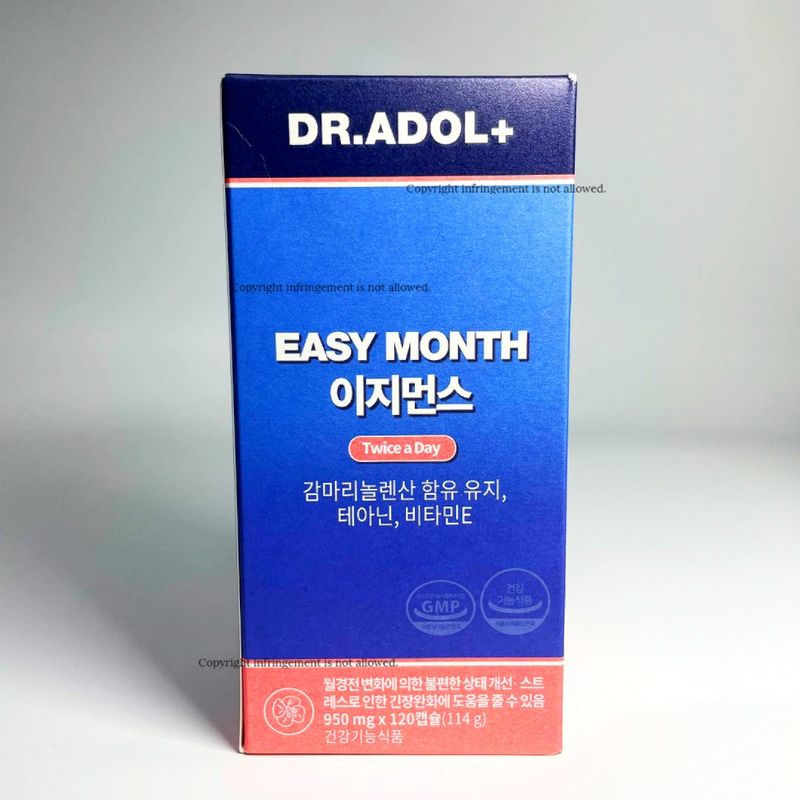 DR.ADOL+
Copyright infringement is not allowed.
Copyright infringement is not allowed.
EASY MONTH
이지먼스
Twice a Day
감마리놀렌산 함유 유지,
테아닌, 비타민E
GMP
건강
기능식품
Copyright infringement is not allowed.
월경전 변화에 의한 불편한 상태 개선· 스트
레스로 인한 긴장완화에 도움을 줄 수 있음
950 mg x 120캡슐(114 g)
건강기능식품